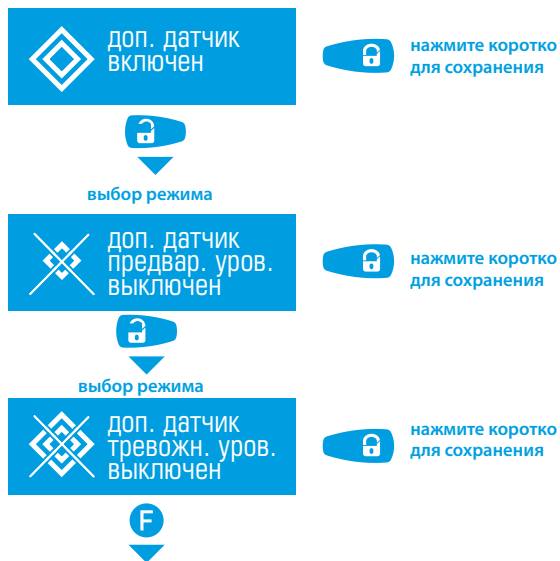 доп. датчик
включен
нажмите коротко
для сохранения
выбор режима
доп. датчик
предвар. уров.
выключен
нажмите коротко
для сохранения
выбор режима
доп. датчик
тревожн. уров.
выключен
нажмите коротко
для сохранения
F